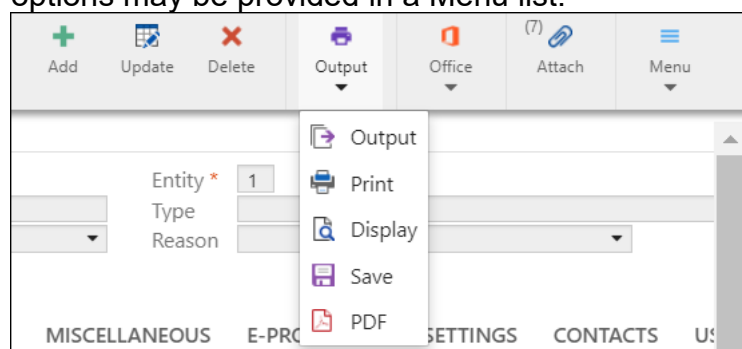 options may be provided in a Menu list.
Add Update Delete Output Office (7) Attach Menu
Output
Entity * 1 Print
Type
Reason Display
Save
PDF
MISCELLANEOUS E-PRO SETTINGS CONTACTS